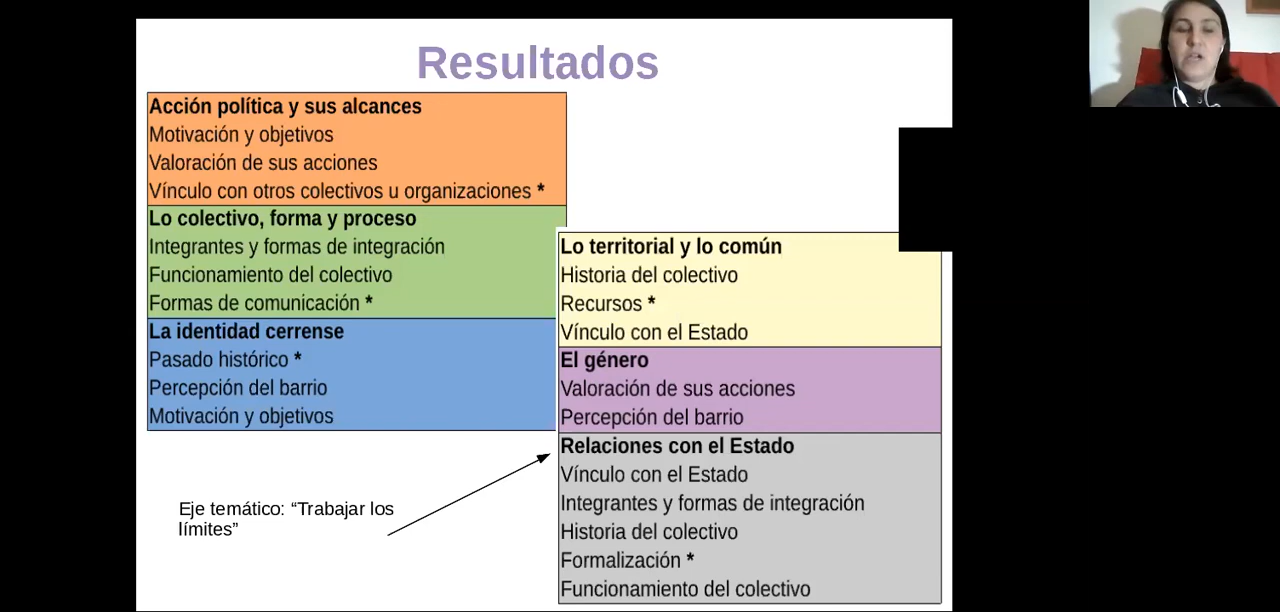 Resultados
Acción política y sus alcances
Motivación y objetivos
Valoración de sus acciones
Vínculo con otros colectivos u organizaciones *
Lo colectivo, forma y proceso
Integrantes y formas de integración
Funcionamiento del colectivo
Formas de comunicación *
La identidad cerrense
Pasado histórico *
Percepción del barrio
Motivación y objetivos
Lo territorial y lo común
Historia del colectivo
Recursos *
Vínculo con el Estado
El género
Valoración de sus acciones
Percepción del barrio
Relaciones con el Estado
Vínculo con el Estado
Integrantes y formas de integración
Historia del colectivo
Formalización *
Funcionamiento del colectivo
Eje temático: “Trabajar los
límites”